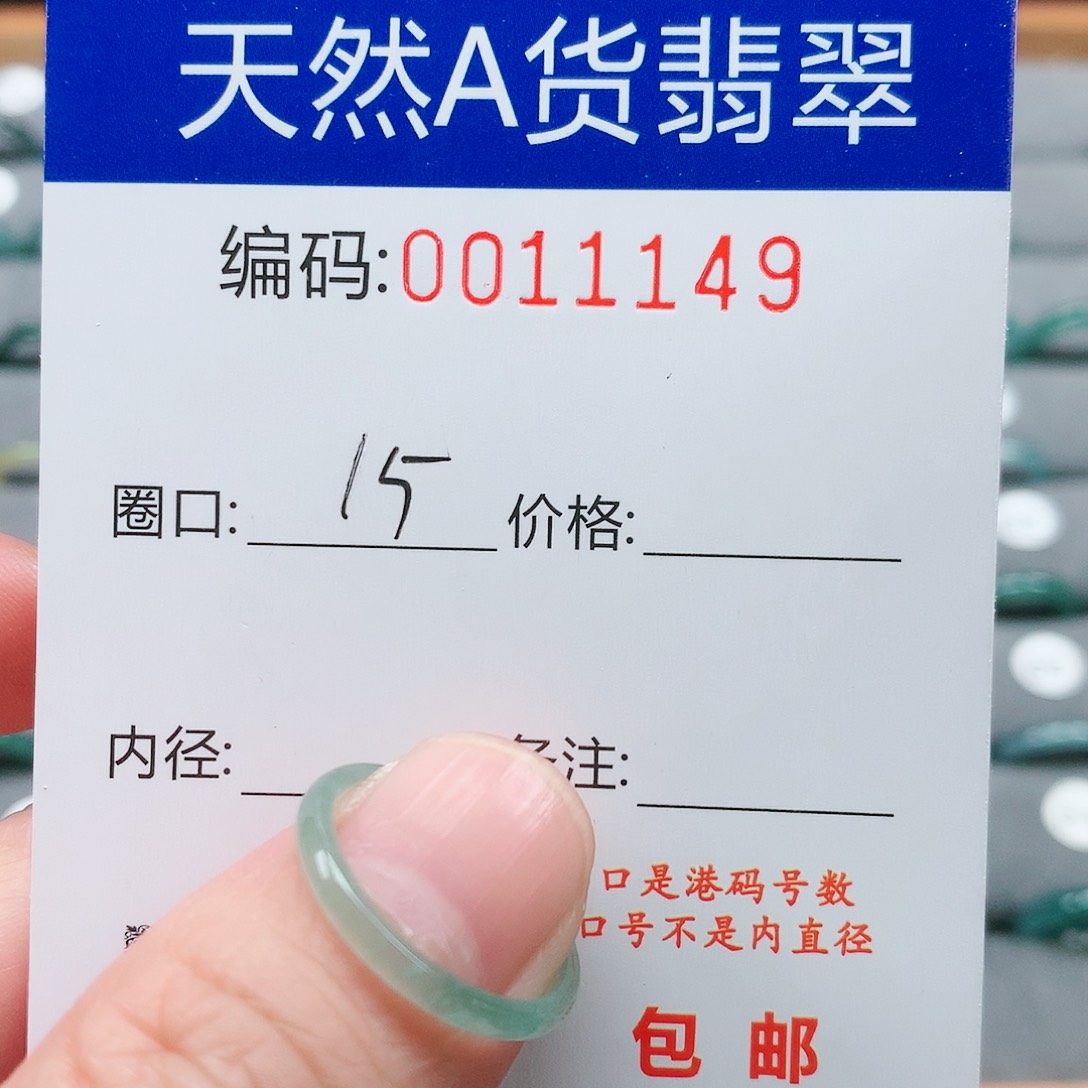 天然A货翡翠
编码:0011149
圈口: 15 价格:
内径: 备注:
口是港码号数
口号不是内直径
包邮